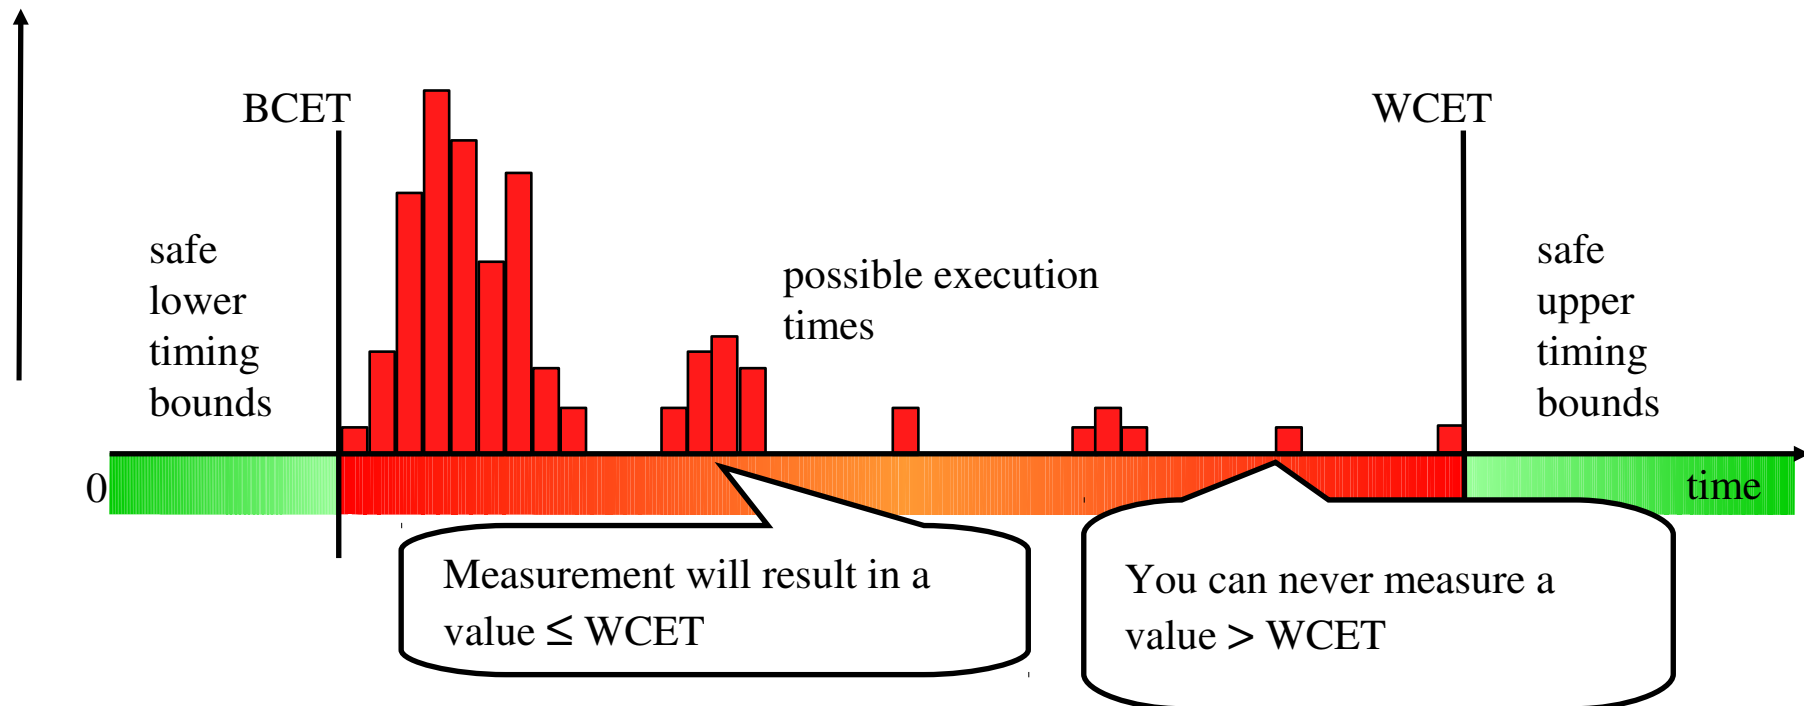 BCET
WCET
safe
lower
timing
bounds
possible execution
times
safe
upper
timing
bounds
0
time
Measurement will result in a
value ≤ WCET
You can never measure a
value > WCET